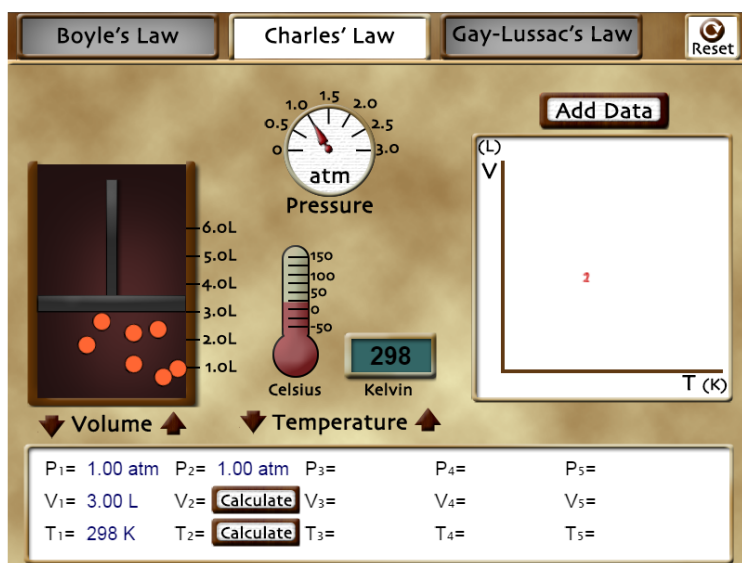 Boyle's Law
Charles' Law
Gay-Lussac's Law
Reset
0
0.5
1.0
1.5
2.0
2.5
3.0
atm
Pressure
Add Data
(L)
V
2
T (K)
6.0L
5.0L
4.0L
3.0L
2.0L
1.0L
150
100
50
0
-50
Celsius
298
Kelvin
Volume
Temperature
P1= 1.00 atm P2= 1.00 atm P3= P4= P5=
V1= 3.00 L V2= Calculate V3= V4= V5=
T1= 298 K T2= Calculate T3= T4= T5=